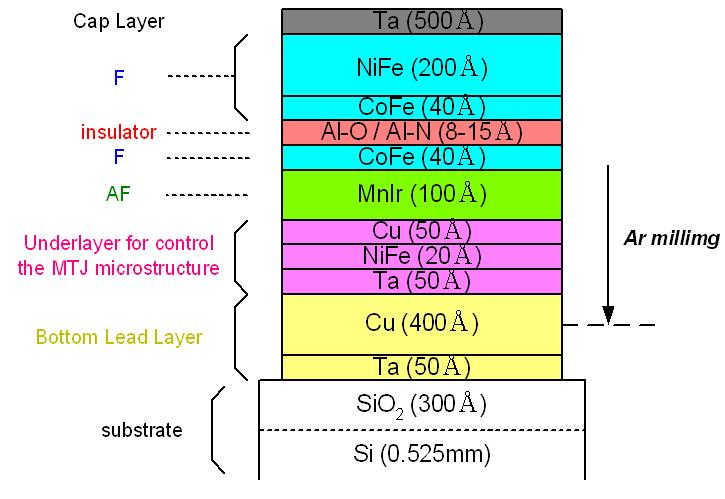 Cap Layer
Ta (500Å)
NiFe (200Å)
F
CoFe (40Å)
insulator
Al-O / Al-N (8-15Å)
F
CoFe (40Å)
AF
MnIr (100Å)
Underlayer for control
the MTJ microstructure
Cu (50Å)
NiFe (20Å)
Ta (50Å)
Ar millimg
Bottom Lead Layer
Cu (400Å)
Ta (50Å)
substrate
SiO₂ (300Å)
Si (0.525mm)